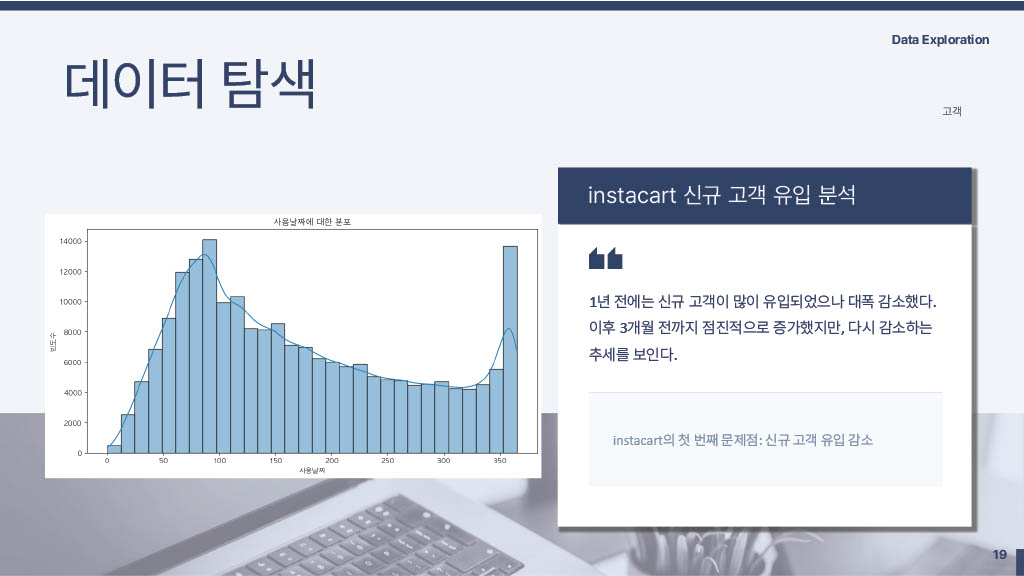 Data Exploration
데이터 탐색
고객
사용날짜에 대한 분포
14000
12000
10000
8000
6000
4000
2000
0
빈도수
0 50 100 150 200 250 300 350
사용날짜
instacart 신규 고객 유입 분석
1년 전에는 신규 고객이 많이 유입되었으나 대폭 감소했다.
이후 3개월 전까지 점진적으로 증가했지만, 다시 감소하는
추세를 보인다.
instacart의 첫 번째 문제점: 신규 고객 유입 감소
19